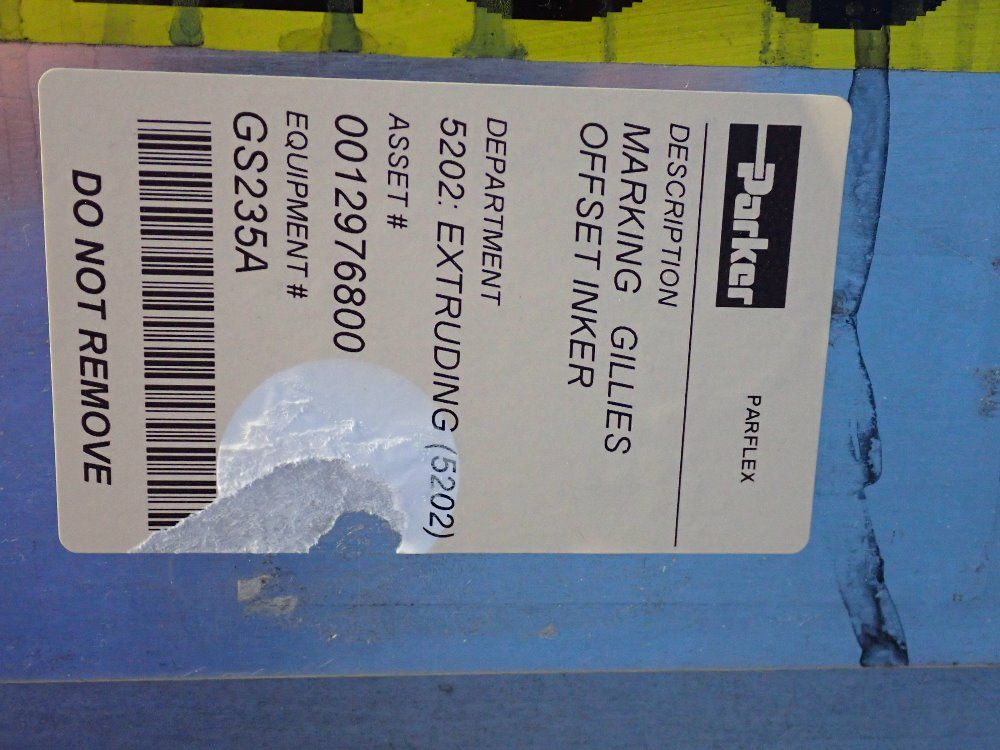 Parker
PARFLEX
DESCRIPTION
MARKING GILLIES
OFFSET INKER
DEPARTMENT
5202: EXTRUDING (5202)
ASSET #
0012976800
EQUIPMENT #
GS235A
DO NOT REMOVE